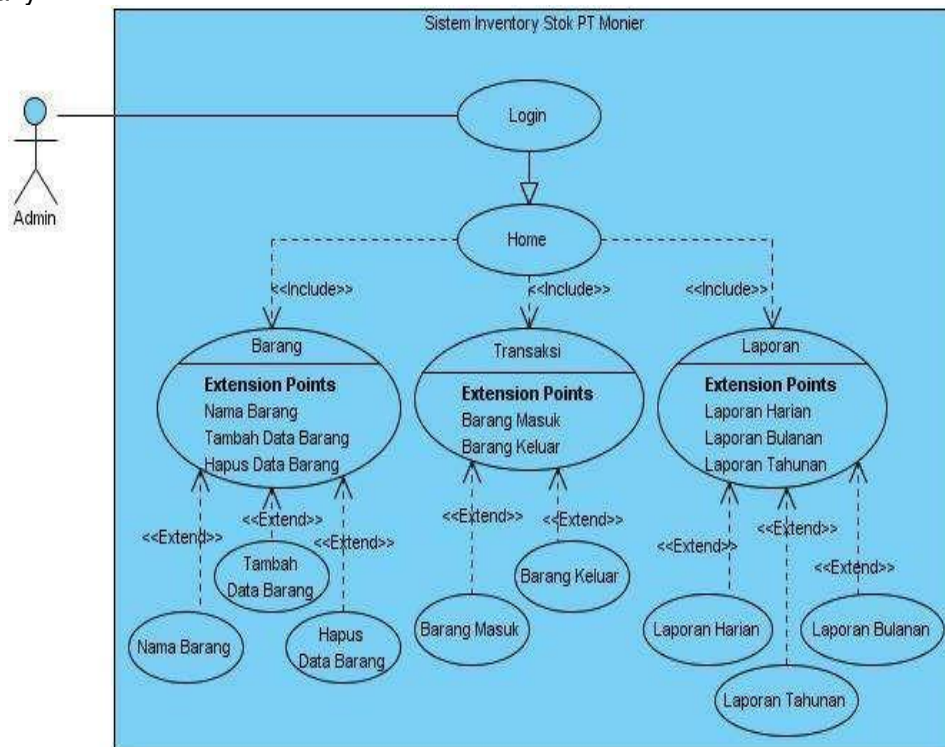 Sistem Inventory Stok PT Monier
Login
Admin
Home
<<Include>>
<<Include>>
<<Include>>
Barang
Extension Points
Nama Barang
Tambah Data Barang
Hapus Data Barang
Transaksi
Extension Points
Barang Masuk
Barang Keluar
Laporan
Extension Points
Laporan Harian
Laporan Bulanan
Laporan Tahunan
<<Extend>>
<<Extend>>
<<Extend>>
<<Extend>>
<<Extend>>
<<Extend>>
<<Extend>>
<<Extend>>
Nama Barang
Tambah
Data Barang
Hapus
Data Barang
Barang Masuk
Barang Keluar
Laporan Harian
Laporan Tahunan
Laporan Bulanan